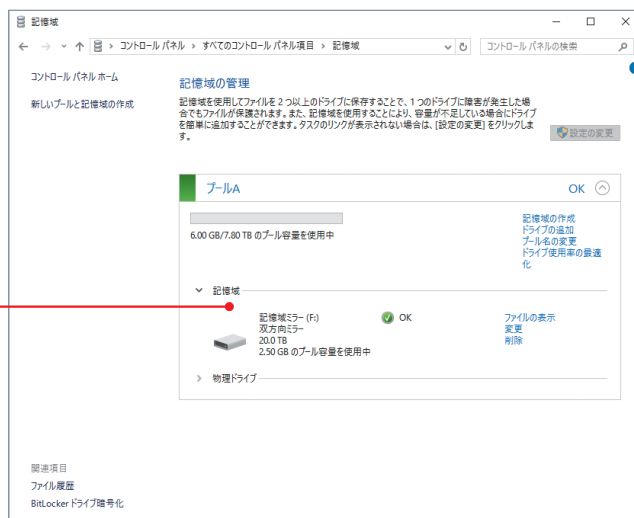 記憶域
コントロール パネル › すべてのコントロール パネル項目 › 記憶域
コントロール パネルの検索
コントロール パネル ホーム
新しいプールと記憶域の作成
記憶域の管理
記憶域を使用してファイルを 2 つ以上のドライブに保存することで、1 つのドライブに障害が発生した場
合でもファイルが保護されます。また、記憶域を使用することにより、容量が不足している場合にドライブ
を簡単に追加することができます。タスクのリンクが表示されない場合は、[設定の変更] をクリックしま
す。
設定の変更
プールA
OK
6.00 GB/7.80 TB のプール容量を使用中
記憶域の作成
ドライブの追加
プール名の変更
ドライブ使用率の最適
化
記憶域
記憶域ミラー (F:)
双方向ミラー
20.0 TB
2.50 GB のプール容量を使用中
OK
ファイルの表示
変更
削除
物理ドライブ
関連項目
ファイル履歴
BitLocker ドライブ暗号化